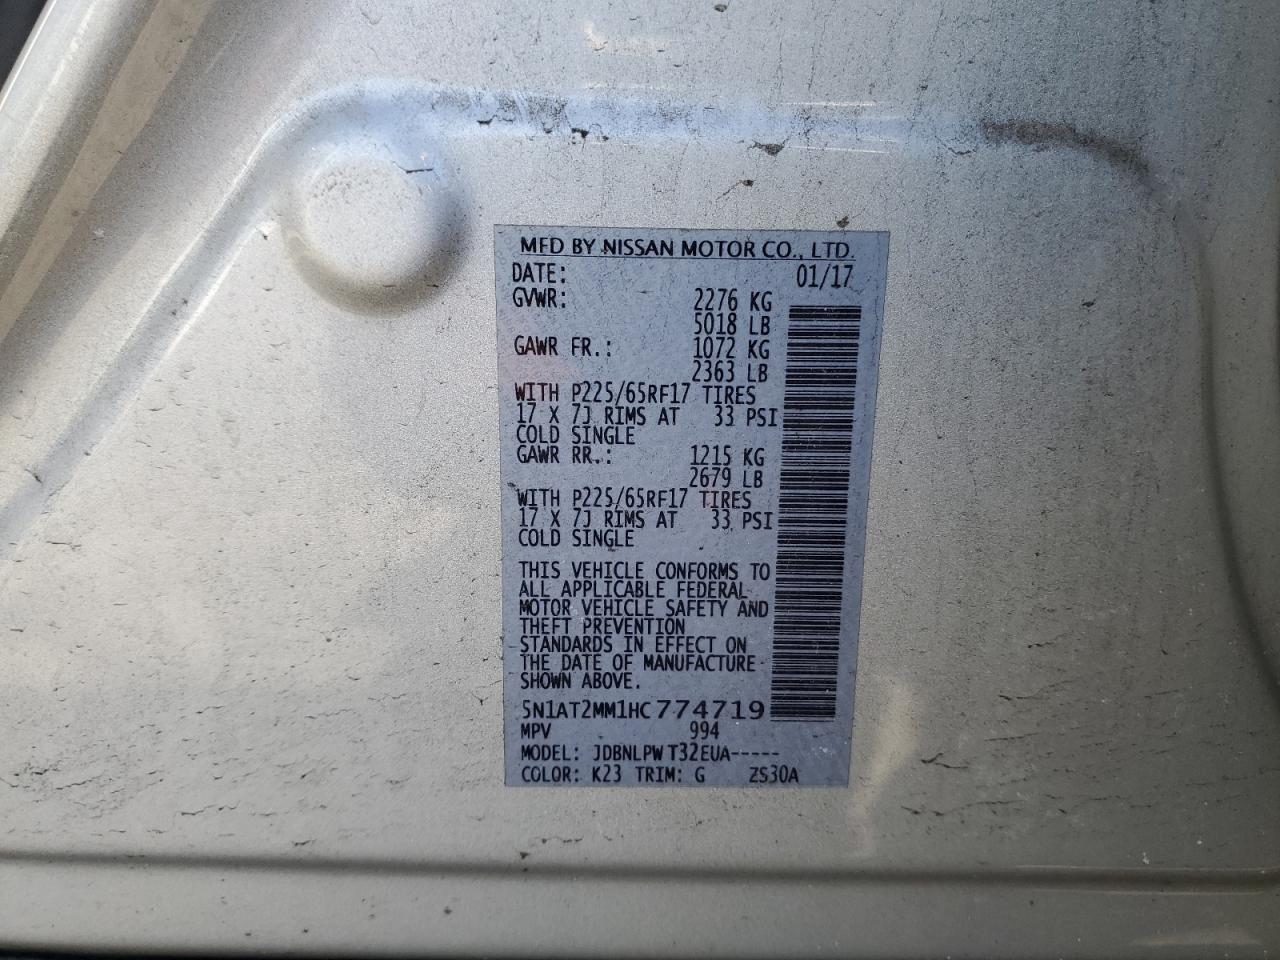 MFD BY NISSAN MOTOR CO., LTD.
DATE: 01/17
GVWR: 2276 KG
5018 LB
GAWR FR.: 1072 KG
2363 LB
WITH P225/65RF17 TIRES
17 X 7J RIMS AT 33 PSI
COLD SINGLE
GAWR RR.: 1215 KG
2679 LB
WITH P225/65RF17 TIRES
17 X 7J RIMS AT 33 PSI
COLD SINGLE
THIS VEHICLE CONFORMS TO
ALL APPLICABLE FEDERAL
MOTOR VEHICLE SAFETY AND
THEFT PREVENTION
STANDARDS IN EFFECT ON
THE DATE OF MANUFACTURE
SHOWN ABOVE.
5N1AT2MM1HC774719
MPV 994
MODEL: JDBNLPW T32EUA-----
COLOR: K23 TRIM: G ZS30A